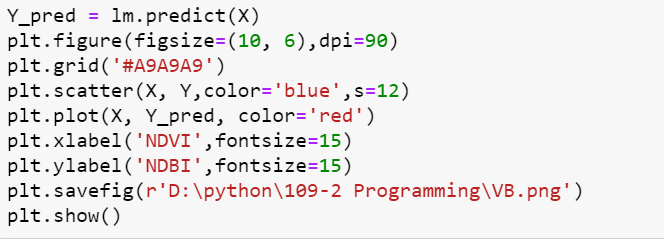 Y_pred = lm.predict(X)
plt.figure(figsize=(10, 6),dpi=90)
plt.grid('#A9A9A9')
plt.scatter(X, Y,color='blue',s=12)
plt.plot(X, Y_pred, color='red')
plt.xlabel('NDVI',fontsize=15)
plt.ylabel('NDBI',fontsize=15)
plt.savefig(r'D:\python\109-2 Programming\VB.png')
plt.show()